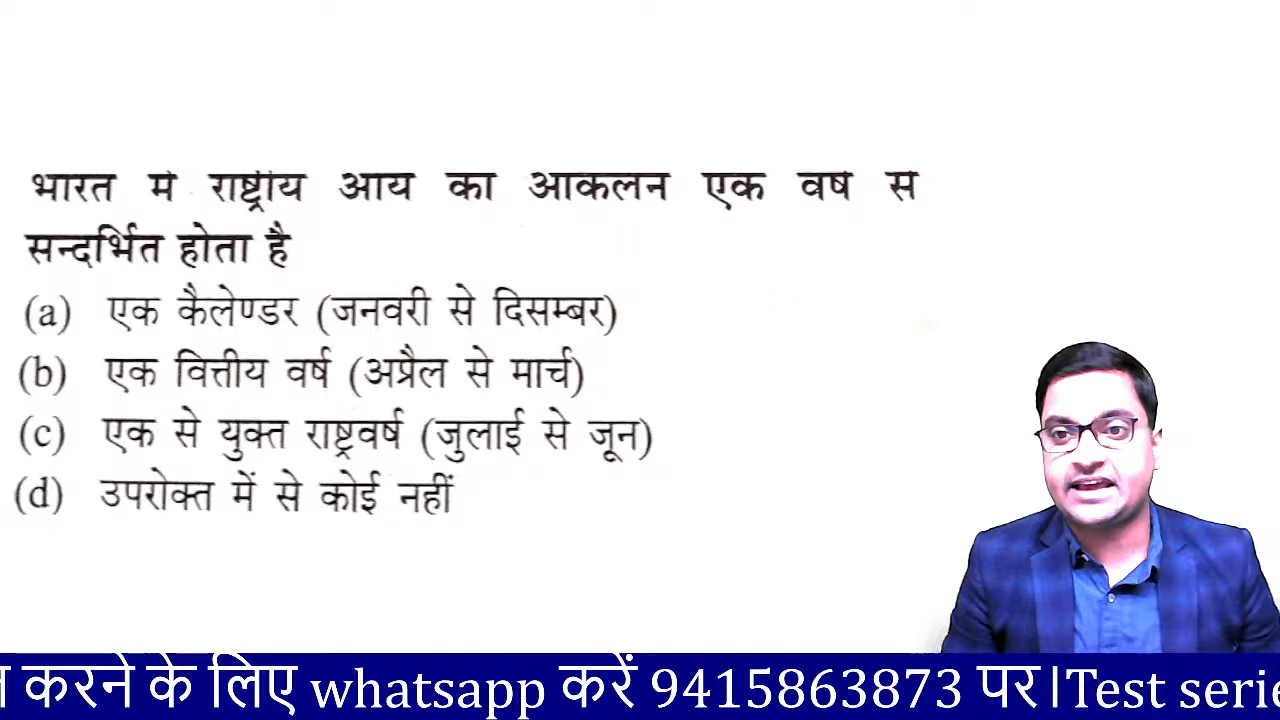 भारत में राष्ट्रीय आय का आकलन एक वर्ष से
सन्दर्भित होता है
(a) एक कैलेण्डर (जनवरी से दिसम्बर)
(b) एक वित्तीय वर्ष (अप्रैल से मार्च)
(c) एक से युक्त राष्ट्रवर्ष (जुलाई से जून)
(d) उपरोक्त में से कोई नहीं
करने के लिए whatsapp करें 9415863873 पर।Test serie